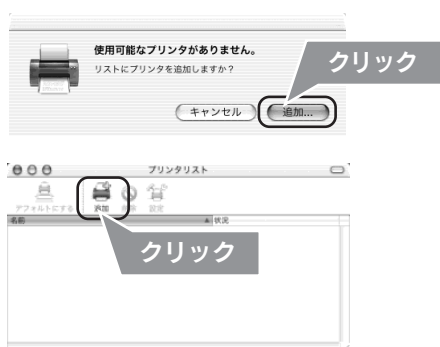 使用可能なプリンタがありません。
リストにプリンタを追加しますか？
クリック
キャンセル
追加...
プリンタリスト
デフォルトにする
追加
削除
設定
名前
状況
クリック